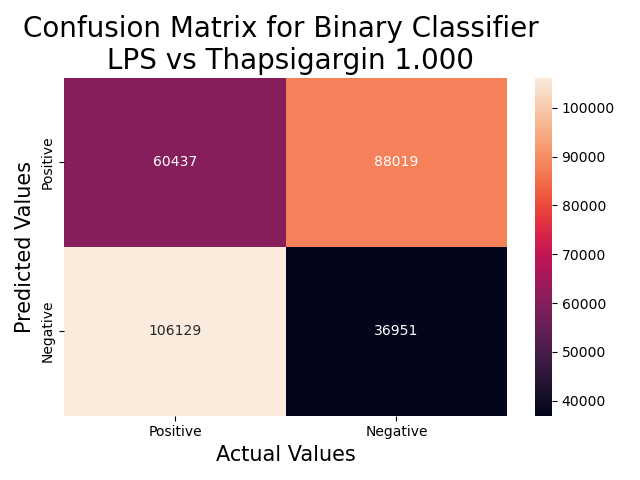 Confusion Matrix for Binary Classifier
LPS vs Thapsigargin 1.000
Predicted Values
Positive
Negative
60437
88019
106129
36951
Positive
Negative
Actual Values
100000
90000
80000
70000
60000
50000
40000